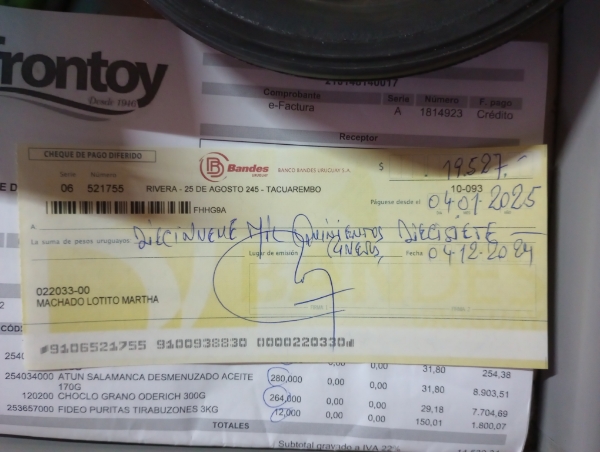 frontoy
Desde 1946
210140140017
Comprobante Serie Número F. pago
e-Factura A 1814923 Crédito
Receptor
CHEQUE DE PAGO DIFERIDO
Bandes
URUGUAY
BANCO BANDES URUGUAY S.A.
$ 19.527.-
Serie Número
06 521755
RIVERA - 25 DE AGOSTO 245 - TACUAREMBO
10-093
Páguese desde el 04.01.2025
FHHG9A
A
La suma de pesos uruguayos DIECINUEVE MIL QUINIENTOS DIECISIETE
Lugar de emisión Fecha 04.12.2024
022033-00
MACHADO LOTITO MARTHA
9106521755 9100938830 0000220330
CÓD
254034000 ATUN SALAMANCA DESMENUZADO ACEITE 170G 280,000 0,00 0,00 31,80 8.903,51
120200 CHOCLO GRANO ODERICH 300G 264,000 0,00 0,00 29,18 7.704,69
253657000 FIDEO PURITAS TIRABUZONES 3KG 12,000 0,00 0,00 150,01 1.800,07
TOTALES
Subtotal gravado a IVA 22%